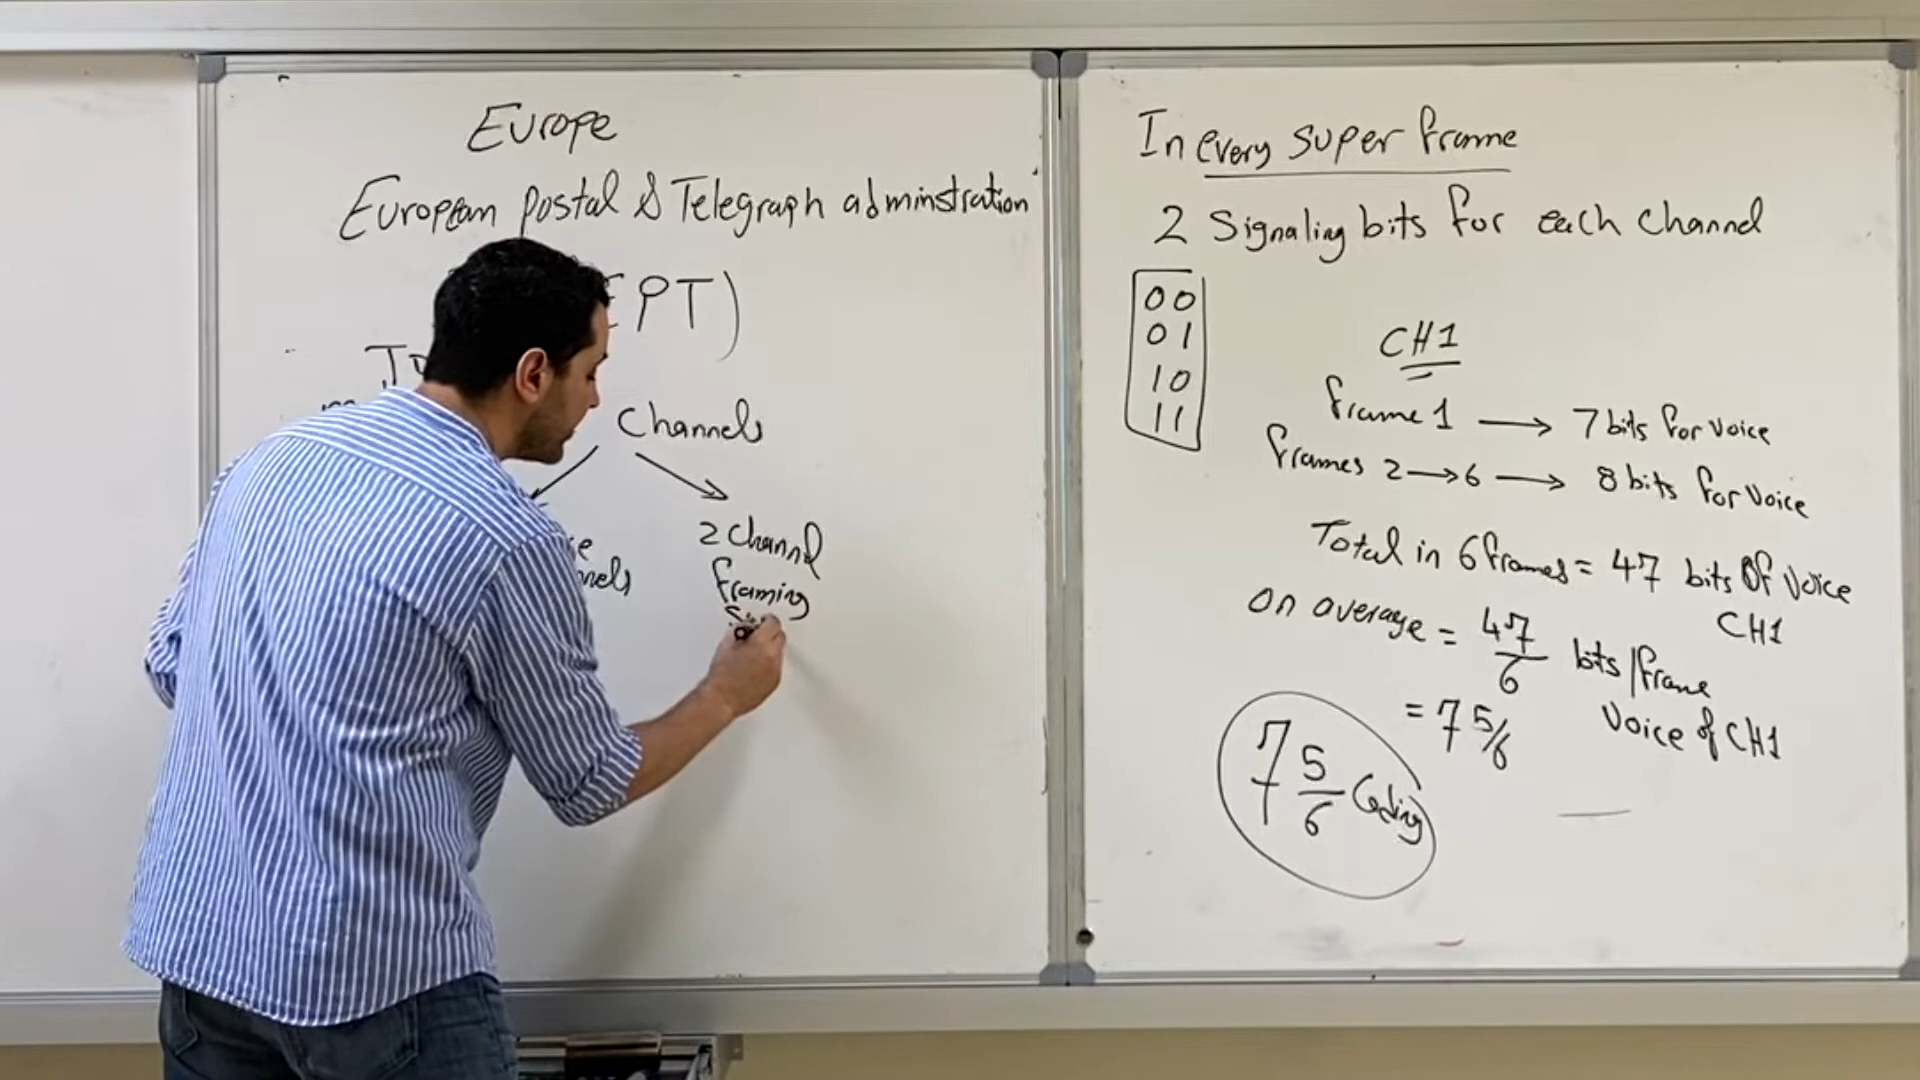 Europe
European postal & Telegraph adminstration
EPT)
Channels
2 Channel
framing
In every super frame
2 Signaling bits for each Channel
00
01
10
11
CH1
frame 1 → 7 bits for voice
frames 2 → 6 → 8 bits for voice
Total in 6 frames = 47 bits of voice
CH1
on average = 47/6 bits/frame
voice of CH1
= 7 5/6
7 5/6 Coding